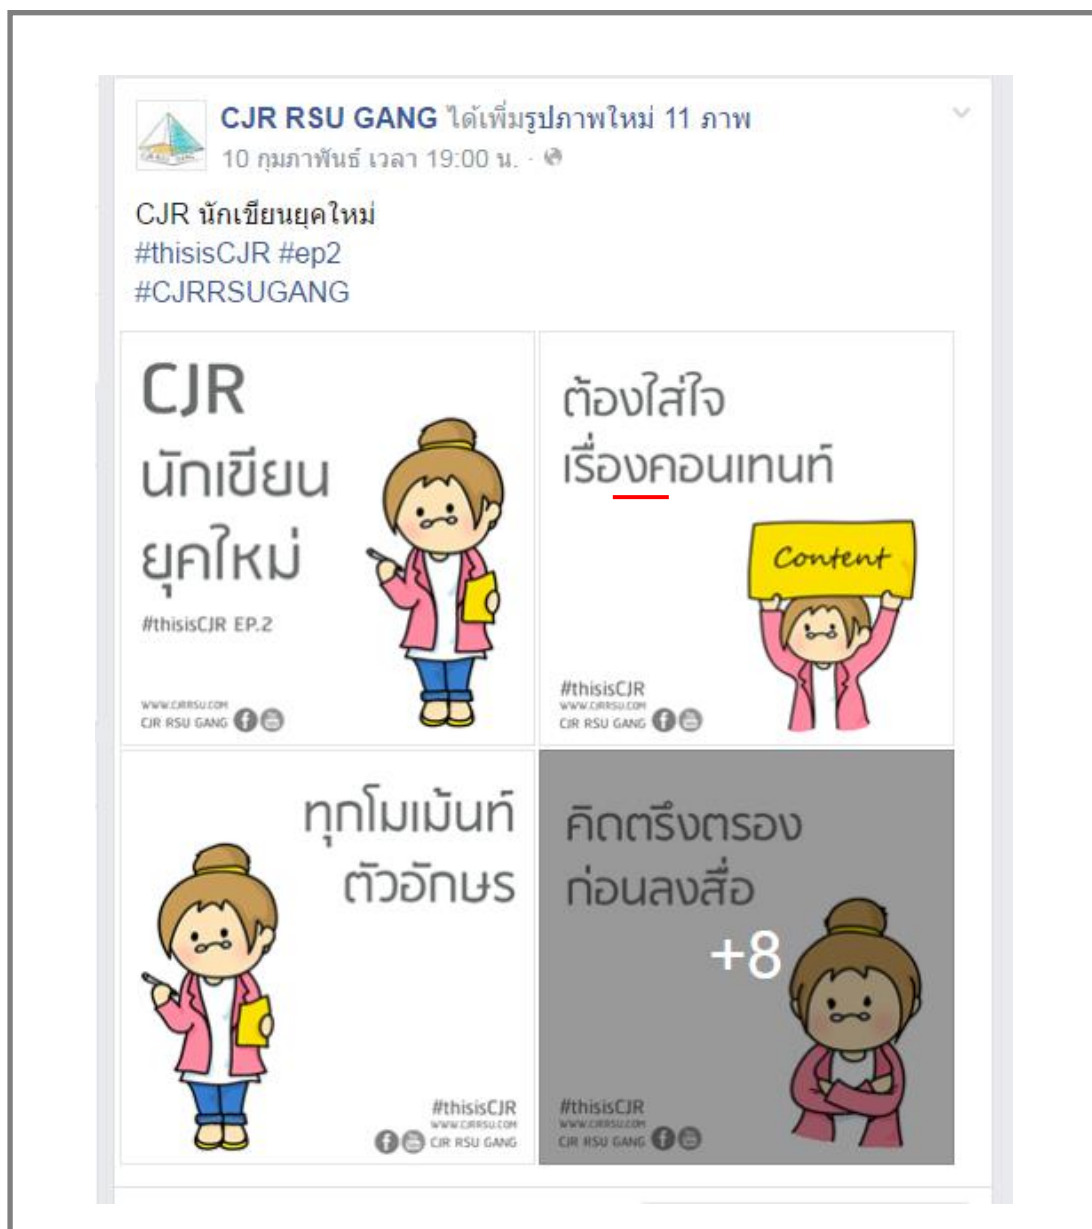 CJR RSU GANG ได้เพิ่มรูปภาพใหม่ 11 ภาพ
10 กุมภาพันธ์ เวลา 19:00 น. ·
CJR นักเขียนยุคใหม่
#thisisCJR #ep2
#CJRRSUGANG
CJR
นักเขียน
ยุคใหม่
#thisisCJR EP.2
WWW.CJRRSU.COM
CJR RSU GANG
ต้องใส่ใจ
เรื่องคอนเทนท์
Content
#thisisCJR
WWW.CJRRSU.COM
CJR RSU GANG
ทุกโมเม้นท์
ตัวอักษร
#thisisCJR
WWW.CJRRSU.COM
CJR RSU GANG
คิดตรึงตรอง
ก่อนลงสื่อ
+8
#thisisCJR
WWW.CJRRSU.COM
CJR RSU GANG